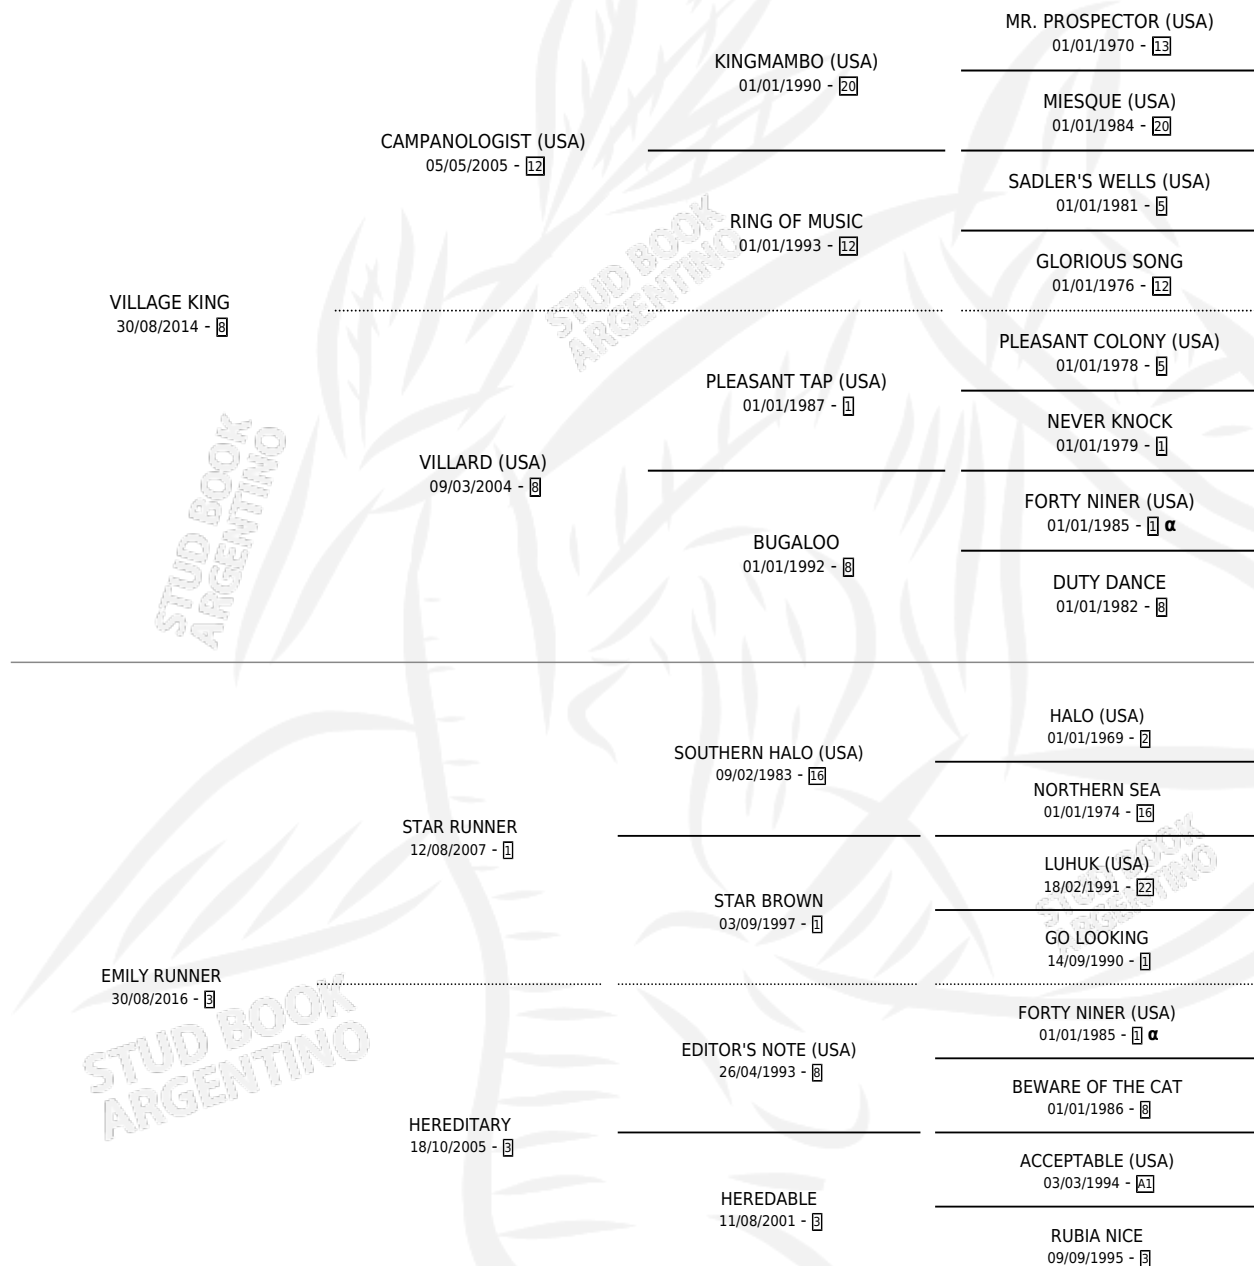 MR. PROSPECTOR (USA)
01/01/1970 - 13
KINGMAMBO (USA)
01/01/1990 - 20
MIESQUE (USA)
01/01/1984 - 20
CAMPANOLOGIST (USA)
05/05/2005 - 12
SADLER'S WELLS (USA)
01/01/1981 - 5
RING OF MUSIC
01/01/1993 - 12
GLORIOUS SONG
01/01/1976 - 12
STUD BOOK
ARGENTINO
VILLAGE KING
30/08/2014 - 8
PLEASANT COLONY (USA)
01/01/1978 - 5
PLEASANT TAP (USA)
01/01/1987 - 1
NEVER KNOCK
01/01/1979 - 1
VILLARD (USA)
09/03/2004 - 8
FORTY NINER (USA)
01/01/1985 - 1 α
BUGALOO
01/01/1992 - 8
DUTY DANCE
01/01/1982 - 8
STUD BOOK
ARGENTINO
HALO (USA)
01/01/1969 - 2
SOUTHERN HALO (USA)
09/02/1983 - 16
NORTHERN SEA
01/01/1974 - 16
STAR RUNNER
12/08/2007 - 1
LUHUK (USA)
18/02/1991 - 22
STAR BROWN
03/09/1997 - 1
GO LOOKING
14/09/1990 - 1
STUD BOOK
ARGENTINO
EMILY RUNNER
30/08/2016 - 3
FORTY NINER (USA)
01/01/1985 - 1 α
EDITOR'S NOTE (USA)
26/04/1993 - 8
BEWARE OF THE CAT
01/01/1986 - 8
HEREDITARY
18/10/2005 - 3
ACCEPTABLE (USA)
03/03/1994 - A1
HEREDABLE
11/08/2001 - 3
RUBIA NICE
09/09/1995 - 3
STUD BOOK
ARGENTINO